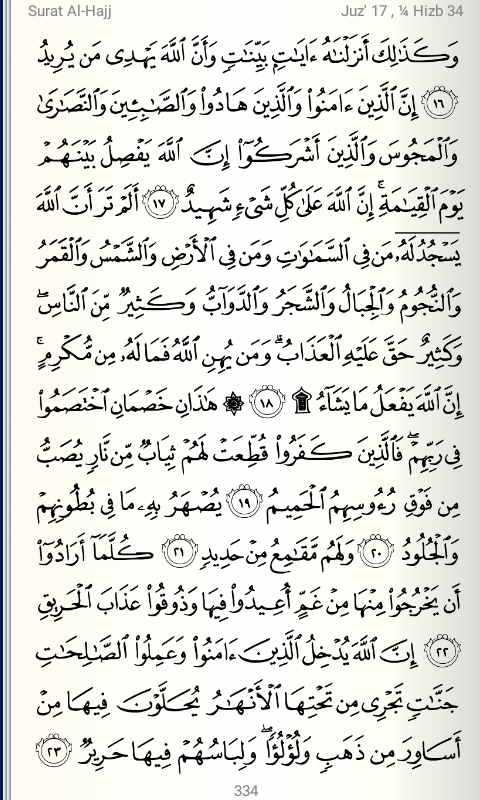 Surat Al-Hajj Juz' 17 , ¼ Hizb 34
وَكَذَٰلِكَ أَنزَلْنَٰهُ ءَايَٰتٍۭ بَيِّنَٰتٍ وَأَنَّ ٱللَّهَ يَهْدِى مَن يُرِيدُ
١٦ إِنَّ ٱلَّذِينَ ءَامَنُوا۟ وَٱلَّذِينَ هَادُوا۟ وَٱلصَّٰبِـِٔينَ وَٱلنَّصَٰرَىٰ
وَٱلْمَجُوسَ وَٱلَّذِينَ أَشْرَكُوٓا۟ إِنَّ ٱللَّهَ يَفْصِلُ بَيْنَهُمْ
يَوْمَ ٱلْقِيَٰمَةِ ۚ إِنَّ ٱللَّهَ عَلَىٰ كُلِّ شَىْءٍ شَهِيدٌ ١٧ أَلَمْ تَرَ أَنَّ ٱللَّهَ
يَسْجُدُ لَهُۥ مَن فِى ٱلسَّمَٰوَٰتِ وَمَن فِى ٱلْأَرْضِ وَٱلشَّمْسُ وَٱلْقَمَرُ
وَٱلنُّجُومُ وَٱلْجِبَالُ وَٱلشَّجَرُ وَٱلدَّوَآبُّ وَكَثِيرٌ مِّنَ ٱلنَّاسِ ۖ
وَكَثِيرٌ حَقَّ عَلَيْهِ ٱلْعَذَابُ ۗ وَمَن يُهِنِ ٱللَّهُ فَمَا لَهُۥ مِن مُّكْرِمٍ ۚ
إِنَّ ٱللَّهَ يَفْعَلُ مَا يَشَآءُ ۩ ١٨ ۞ هَٰذَانِ خَصْمَانِ ٱخْتَصَمُوا۟
فِى رَبِّهِمْ ۖ فَٱلَّذِينَ كَفَرُوا۟ قُطِّعَتْ لَهُمْ ثِيَابٌ مِّن نَّارٍ يُصَبُّ
مِن فَوْقِ رُءُوسِهِمُ ٱلْحَمِيمُ ١٩ يُصْهَرُ بِهِۦ مَا فِى بُطُونِهِمْ
وَٱلْجُلُودُ ٢٠ وَلَهُم مَّقَٰمِعُ مِنْ حَدِيدٍ ٢١ كُلَّمَآ أَرَادُوٓا۟
أَن يَخْرُجُوا۟ مِنْهَا مِنْ غَمٍّ أُعِيدُوا۟ فِيهَا وَذُوقُوا۟ عَذَابَ ٱلْحَرِيقِ
٢٢ إِنَّ ٱللَّهَ يُدْخِلُ ٱلَّذِينَ ءَامَنُوا۟ وَعَمِلُوا۟ ٱلصَّٰلِحَٰتِ
جَنَّٰتٍ تَجْرِى مِن تَحْتِهَا ٱلْأَنْهَٰرُ يُحَلَّوْنَ فِيهَا مِنْ
أَسَاوِرَ مِن ذَهَبٍ وَلُؤْلُؤًا ۖ وَلِبَاسُهُمْ فِيهَا حَرِيرٌ ٢٣
334